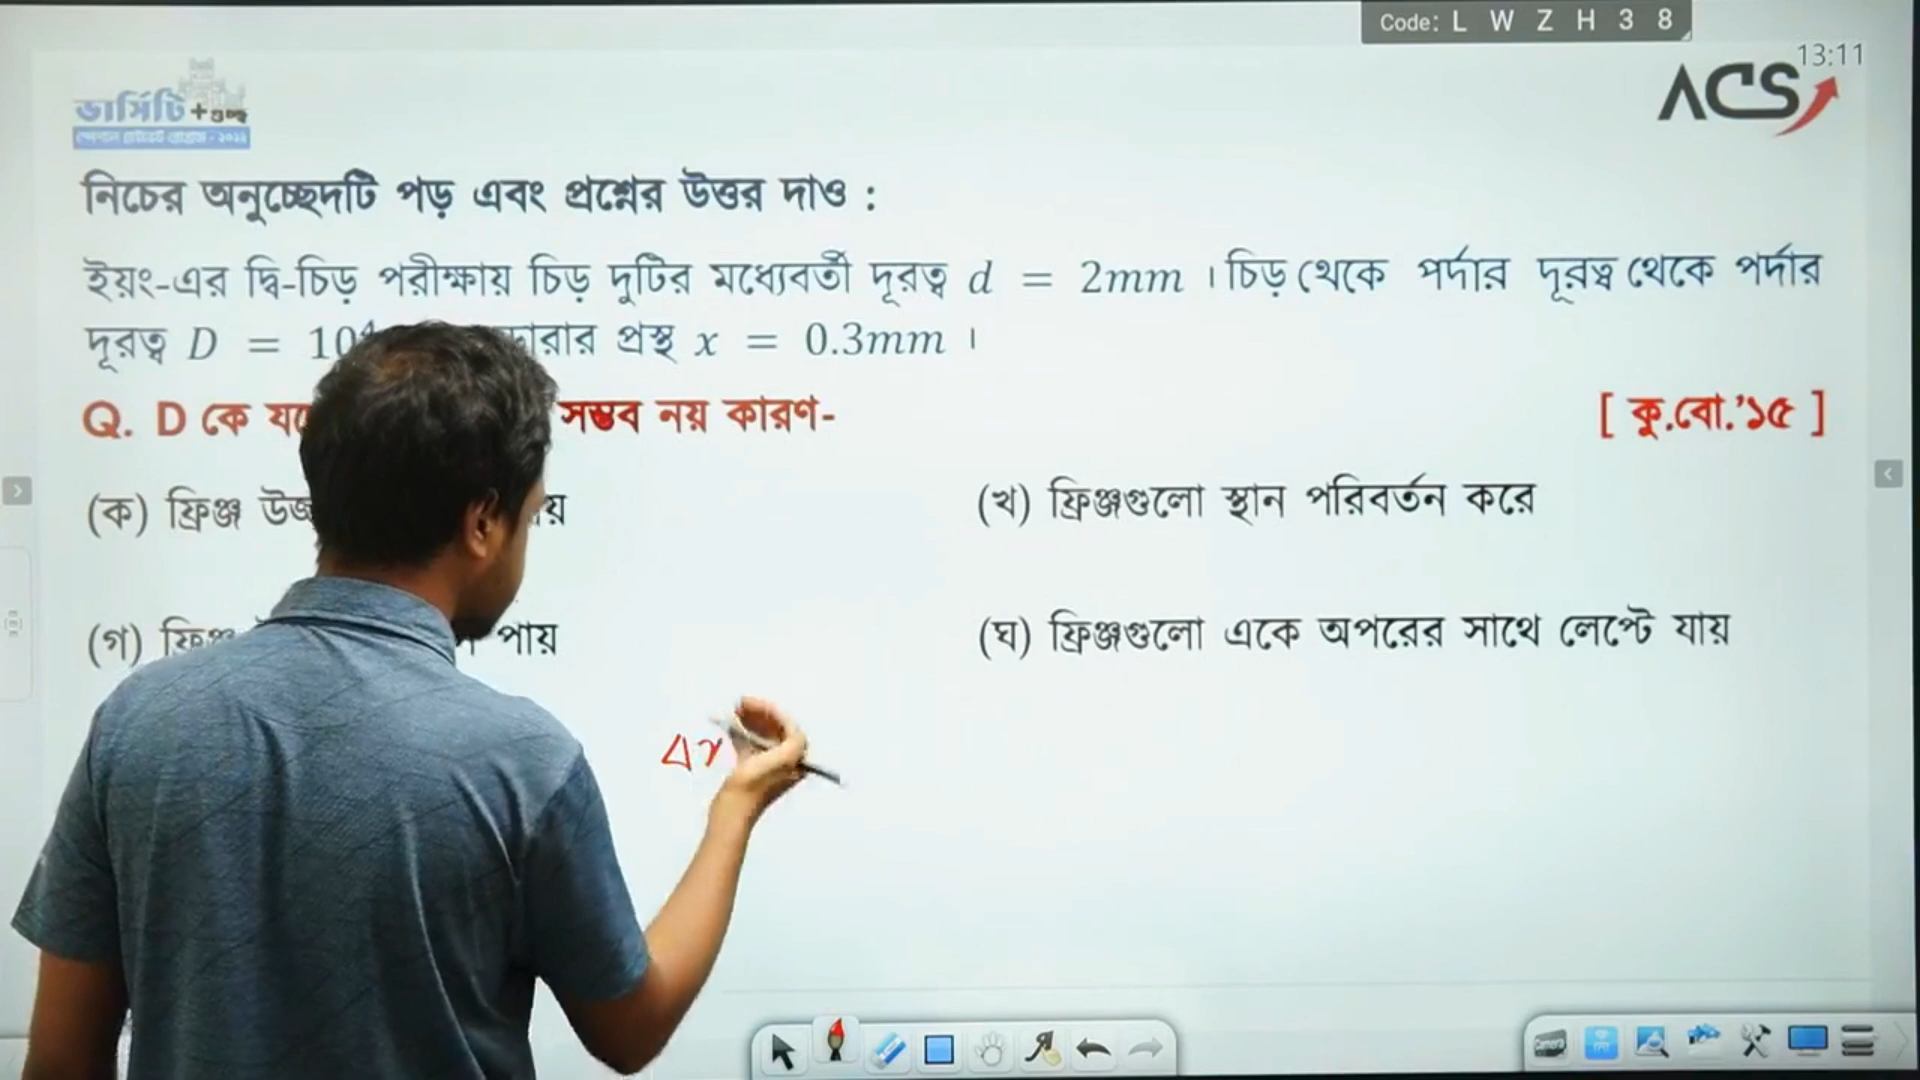 Code: L W Z H 3 8
13:11
ভার্সিটি +
ACS
নিচের অনুচ্ছেদটি পড় এবং প্রশ্নের উত্তর দাও :
ইয়ং-এর দ্বি-চিড় পরীক্ষায় চিড় দুটির মধ্যেবর্তী দূরত্ব d = 2mm । চিড় থেকে পর্দার দূরত্ব থেকে পর্দার
দূরত্ব D = 10 প্রস্থ x = 0.3mm ।
Q. D কে সম্ভব নয় কারণ-
[ কু.বো.'১৫ ]
(ক) ফ্রিঞ্জ
(খ) ফ্রিঞ্জগুলো স্থান পরিবর্তন করে
(গ) পায়
(ঘ) ফ্রিঞ্জগুলো একে অপরের সাথে লেপ্টে যায়
Δx
Camera